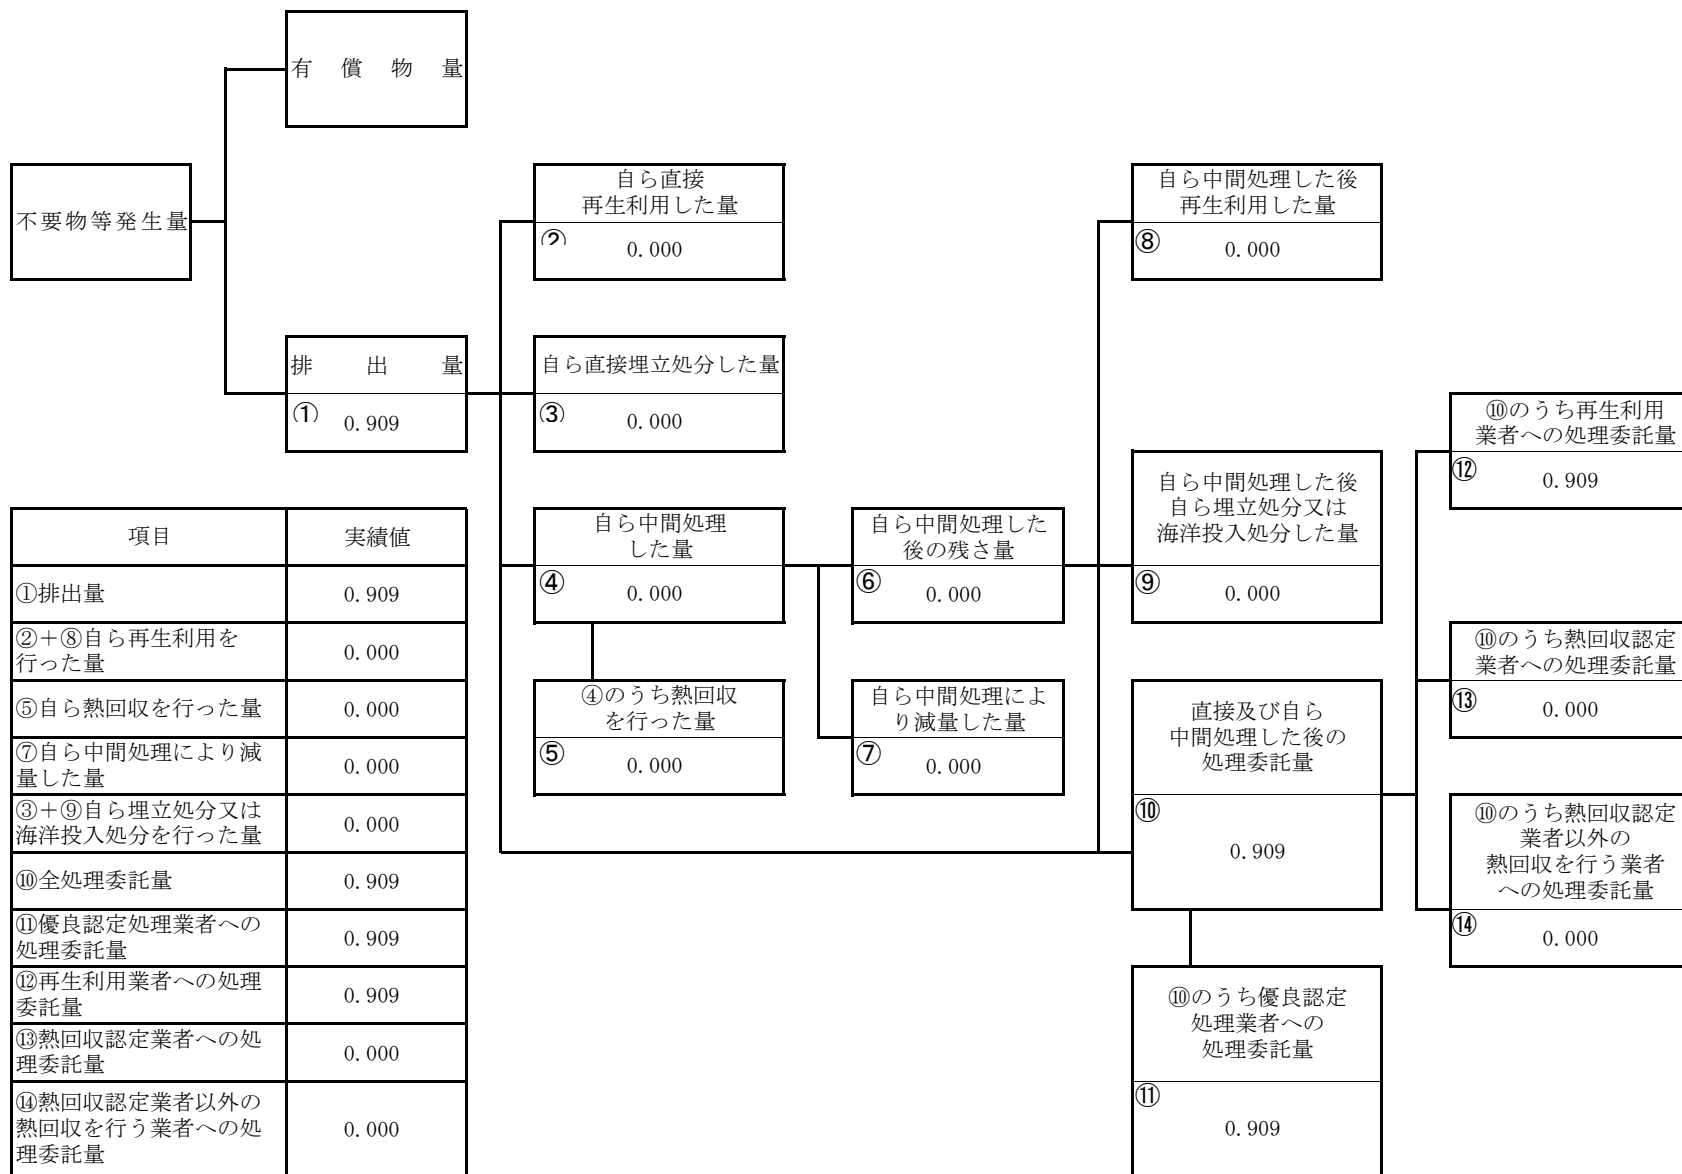 有償物量
不要物等発生量
排出量
① 0.909
自ら直接
再生利用した量
② 0.000
自ら直接埋立処分した量
③ 0.000
自ら中間処理
した量
④ 0.000
④のうち熱回収
を行った量
⑤ 0.000
自ら中間処理した
後の残さ量
⑥ 0.000
自ら中間処理によ
り減量した量
⑦ 0.000
自ら中間処理した後
再生利用した量
⑧ 0.000
自ら中間処理した後
自ら埋立処分又は
海洋投入処分した量
⑨ 0.000
直接及び自ら
中間処理した後の
処理委託量
⑩
0.909
⑩のうち優良認定
処理業者への
処理委託量
⑪
0.909
⑩のうち再生利用
業者への処理委託量
⑫ 0.909
⑩のうち熱回収認定
業者への処理委託量
⑬ 0.000
⑩のうち熱回収認定
業者以外の
熱回収を行う業者
への処理委託量
⑭ 0.000
項目 実績値
①排出量 0.909
②+⑧自ら再生利用を
行った量 0.000
⑤自ら熱回収を行った量 0.000
⑦自ら中間処理により減
量した量 0.000
③+⑨自ら埋立処分又は
海洋投入処分を行った量 0.000
⑩全処理委託量 0.909
⑪優良認定処理業者への
処理委託量 0.909
⑫再生利用業者への処理
委託量 0.909
⑬熱回収認定業者への処
理委託量 0.000
⑭熱回収認定業者以外の
熱回収を行う業者への処
理委託量 0.000